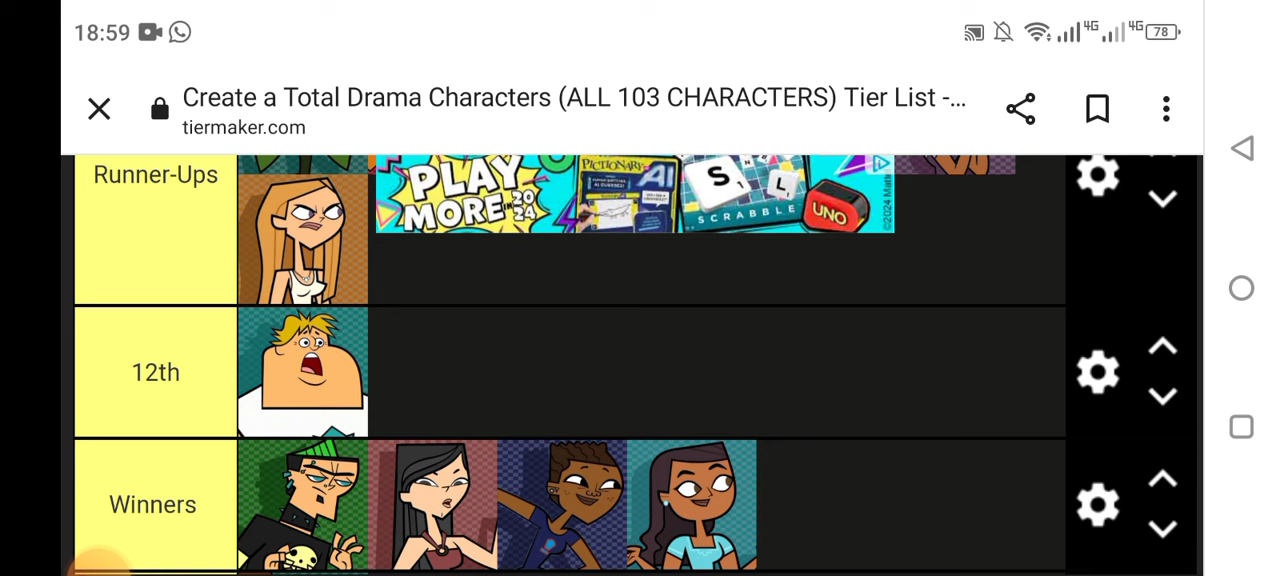 18:59
4G 4G 78
Create a Total Drama Characters (ALL 103 CHARACTERS) Tier List -...
tiermaker.com
Runner-Ups
PLAY
MORE IN 2024
PICTIONARY
AI
S
L
SCRABBLE
UNO
12th
Winners